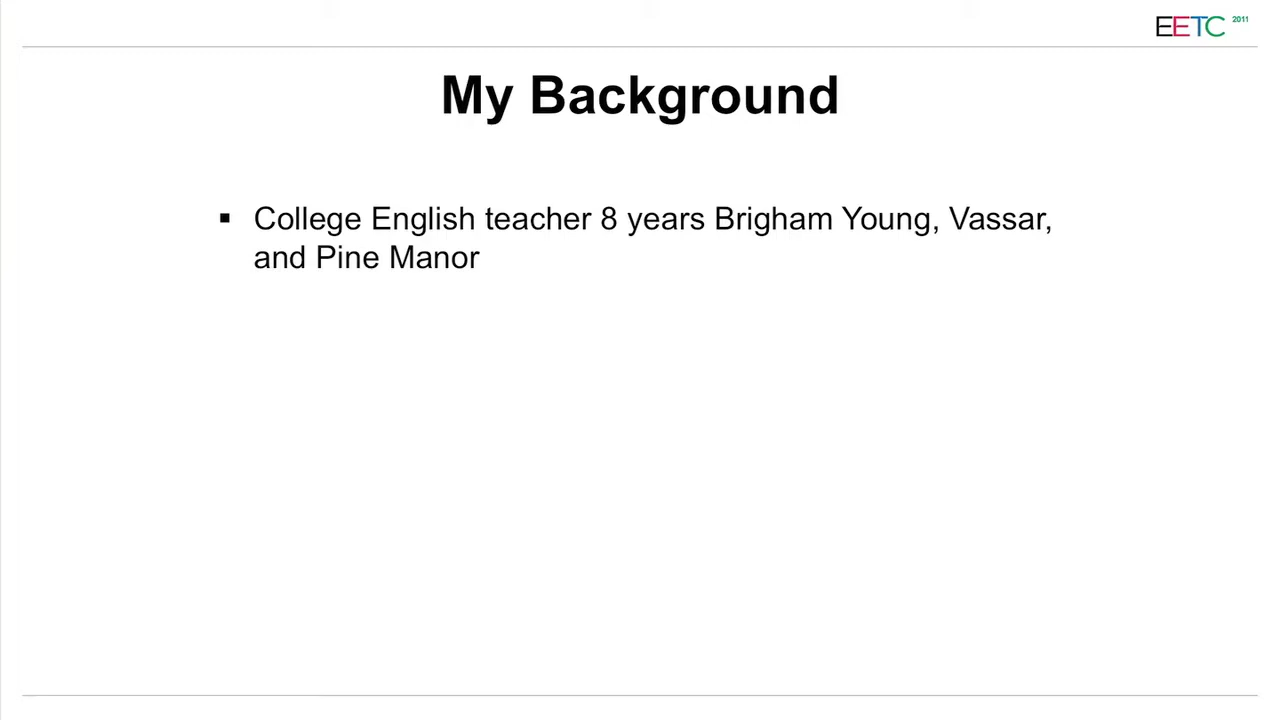 EETC 2011
My Background
▪ College English teacher 8 years Brigham Young, Vassar,
and Pine Manor